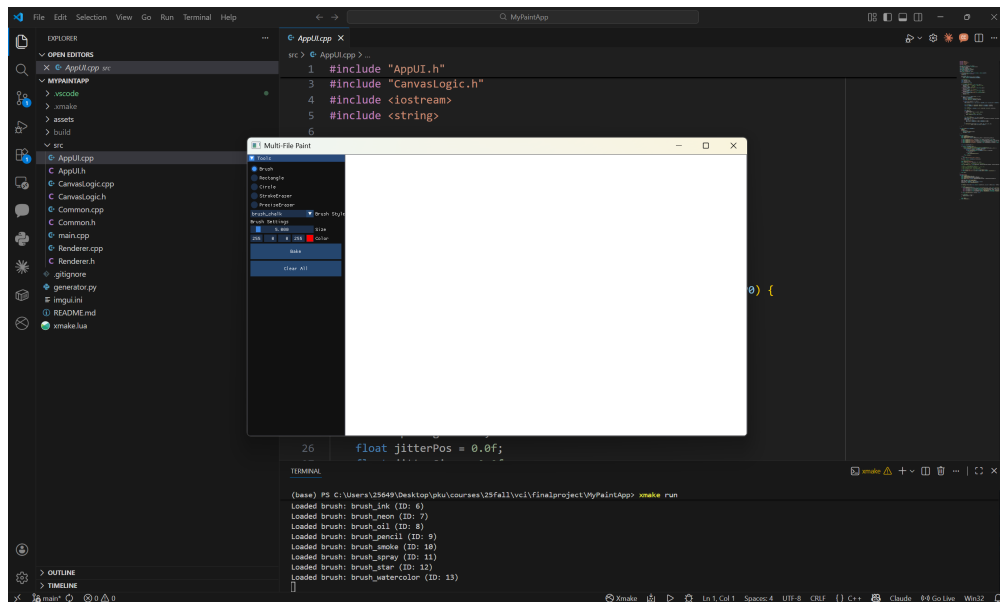 File Edit Selection View Go Run Terminal Help
MyPaintApp
EXPLORER
OPEN EDITORS
AppUI.cpp src
MYPAINTAPP
.vscode
.xmake
assets
build
src
AppUI.cpp
AppUI.h
CanvasLogic.cpp
CanvasLogic.h
Common.cpp
Common.h
main.cpp
Renderer.cpp
Renderer.h
.gitignore
generator.py
imgui.ini
README.md
xmake.lua
OUTLINE
TIMELINE
AppUI.cpp
src > AppUI.cpp > ...
1 #include "AppUI.h"
3 #include "CanvasLogic.h"
4 #include <iostream>
5 #include <string>
6
0) {
26 float jitterPos = 0.0f;
Multi-File Paint
Tools
Brush
Rectangle
Circle
StrokeEraser
PreciseEraser
brush_chalk Brush Style
Brush Settings
5.000 Size
255 0 0 255 Color
Bake
Clear All
TERMINAL
xmake
(base) PS C:\Users\25649\Desktop\pku\courses\25fall\vci\finalproject\MyPaintApp> xmake run
Loaded brush: brush_ink (ID: 6)
Loaded brush: brush_neon (ID: 7)
Loaded brush: brush_oil (ID: 8)
Loaded brush: brush_pencil (ID: 9)
Loaded brush: brush_smoke (ID: 10)
Loaded brush: brush_spray (ID: 11)
Loaded brush: brush_star (ID: 12)
Loaded brush: brush_watercolor (ID: 13)
main* 0 0 Xmake Ln 1, Col 1 Spaces: 4 UTF-8 CRLF {} C++ Claude Go Live Win32